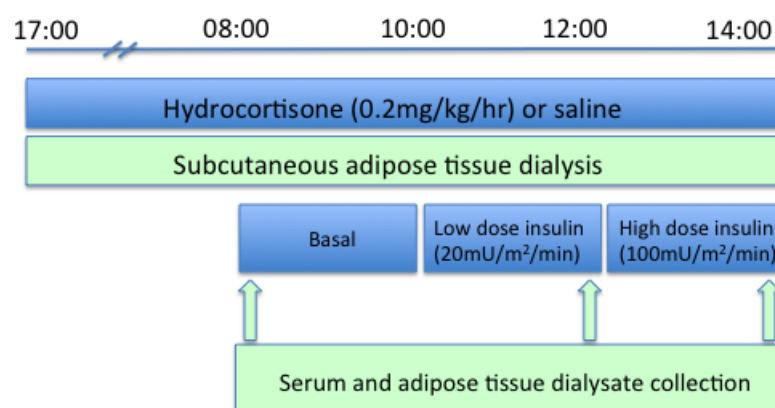 17:00 08:00 10:00 12:00 14:00
Hydrocortisone (0.2mg/kg/hr) or saline
Subcutaneous adipose tissue dialysis
Basal
Low dose insulin
(20mU/m²/min)
High dose insulin
(100mU/m²/min)
Serum and adipose tissue dialysate collection